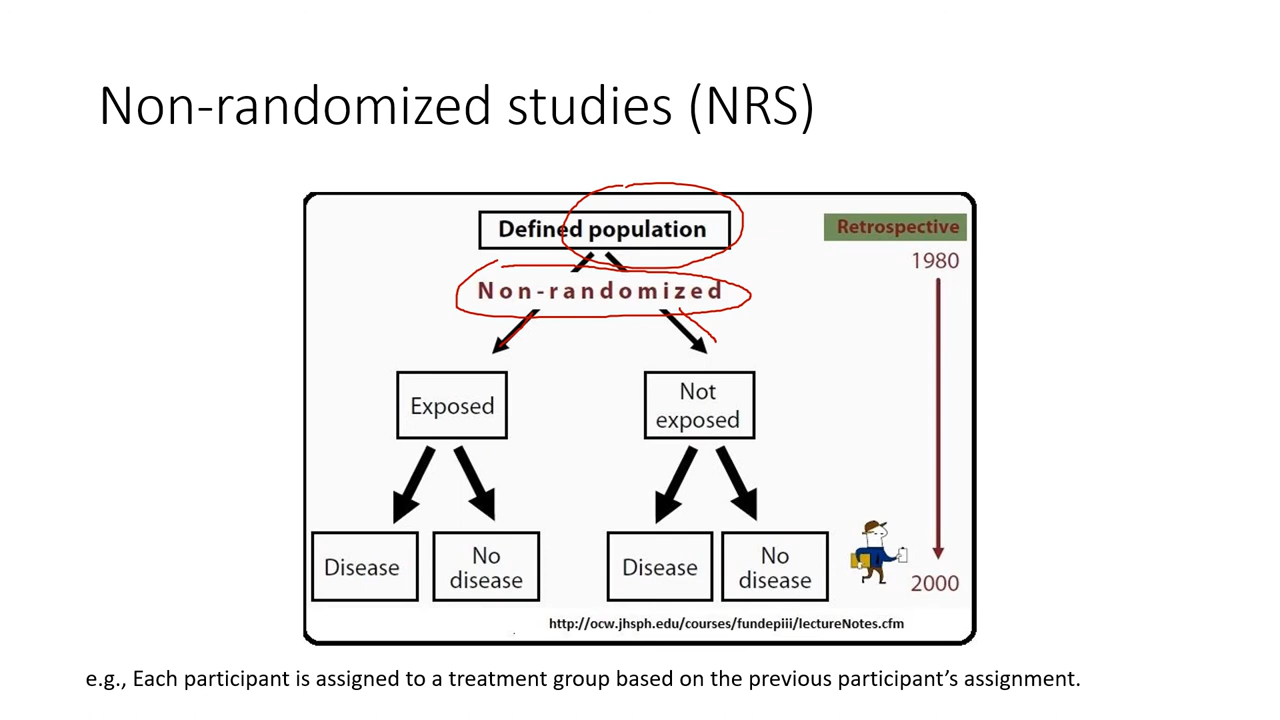 Non-randomized studies (NRS)
Defined population
Retrospective
1980
Non-randomized
Exposed
Not
exposed
Disease
No
disease
Disease
No
disease
2000
http://ocw.jhsph.edu/courses/fundepiii/lectureNotes.cfm
e.g., Each participant is assigned to a treatment group based on the previous participant’s assignment.